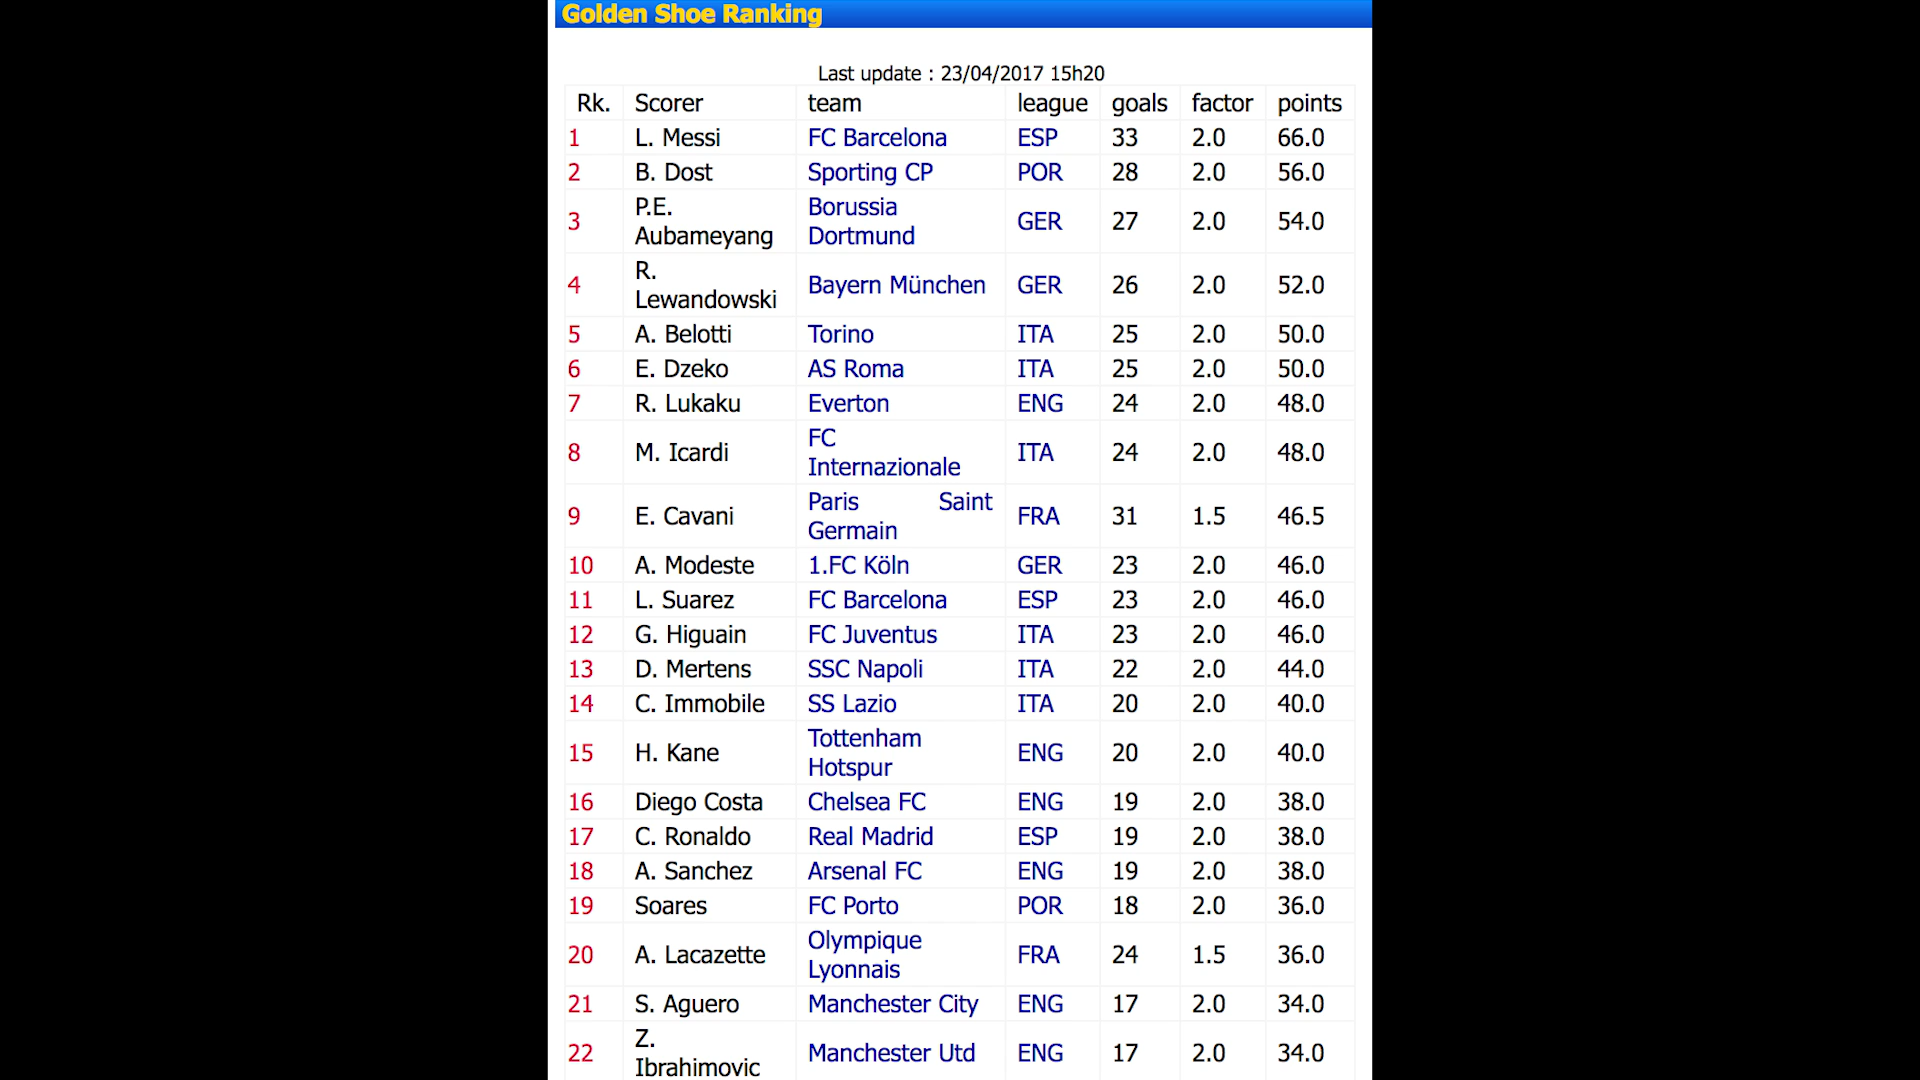 Golden Shoe Ranking
Last update : 23/04/2017 15h20
Rk. Scorer team league goals factor points
1 L. Messi FC Barcelona ESP 33 2.0 66.0
2 B. Dost Sporting CP POR 28 2.0 56.0
3 P.E. Aubameyang Borussia Dortmund GER 27 2.0 54.0
4 R. Lewandowski Bayern München GER 26 2.0 52.0
5 A. Belotti Torino ITA 25 2.0 50.0
6 E. Dzeko AS Roma ITA 25 2.0 50.0
7 R. Lukaku Everton ENG 24 2.0 48.0
8 M. Icardi FC Internazionale ITA 24 2.0 48.0
9 E. Cavani Paris Saint Germain FRA 31 1.5 46.5
10 A. Modeste 1.FC Köln GER 23 2.0 46.0
11 L. Suarez FC Barcelona ESP 23 2.0 46.0
12 G. Higuain FC Juventus ITA 23 2.0 46.0
13 D. Mertens SSC Napoli ITA 22 2.0 44.0
14 C. Immobile SS Lazio ITA 20 2.0 40.0
15 H. Kane Tottenham Hotspur ENG 20 2.0 40.0
16 Diego Costa Chelsea FC ENG 19 2.0 38.0
17 C. Ronaldo Real Madrid ESP 19 2.0 38.0
18 A. Sanchez Arsenal FC ENG 19 2.0 38.0
19 Soares FC Porto POR 18 2.0 36.0
20 A. Lacazette Olympique Lyonnais FRA 24 1.5 36.0
21 S. Aguero Manchester City ENG 17 2.0 34.0
22 Z. Ibrahimovic Manchester Utd ENG 17 2.0 34.0